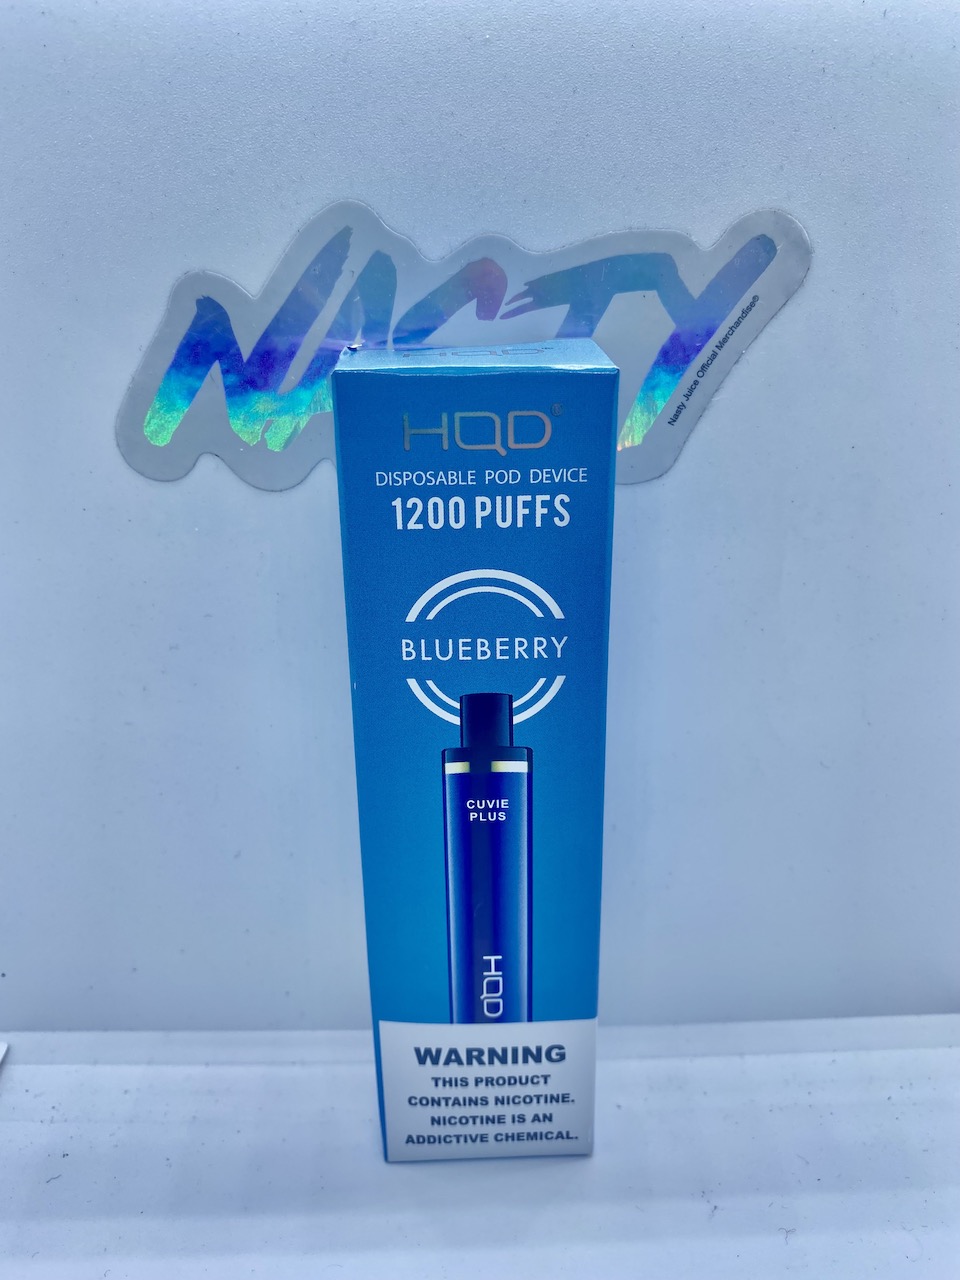 NASTY
Nasty Juice Official Merchandise®
HQD
HQD®
DISPOSABLE POD DEVICE
1200 PUFFS
BLUEBERRY
CUVIE
PLUS
HQD
WARNING
THIS PRODUCT
CONTAINS NICOTINE.
NICOTINE IS AN
ADDICTIVE CHEMICAL.